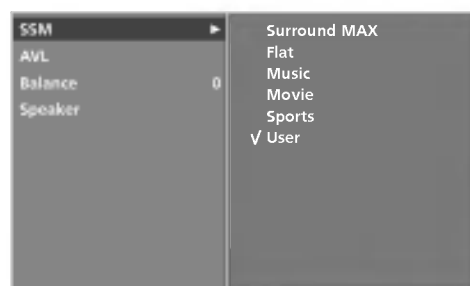 SSM ►
AVL
Balance 0
Speaker
Surround MAX
Flat
Music
Movie
Sports
√ User